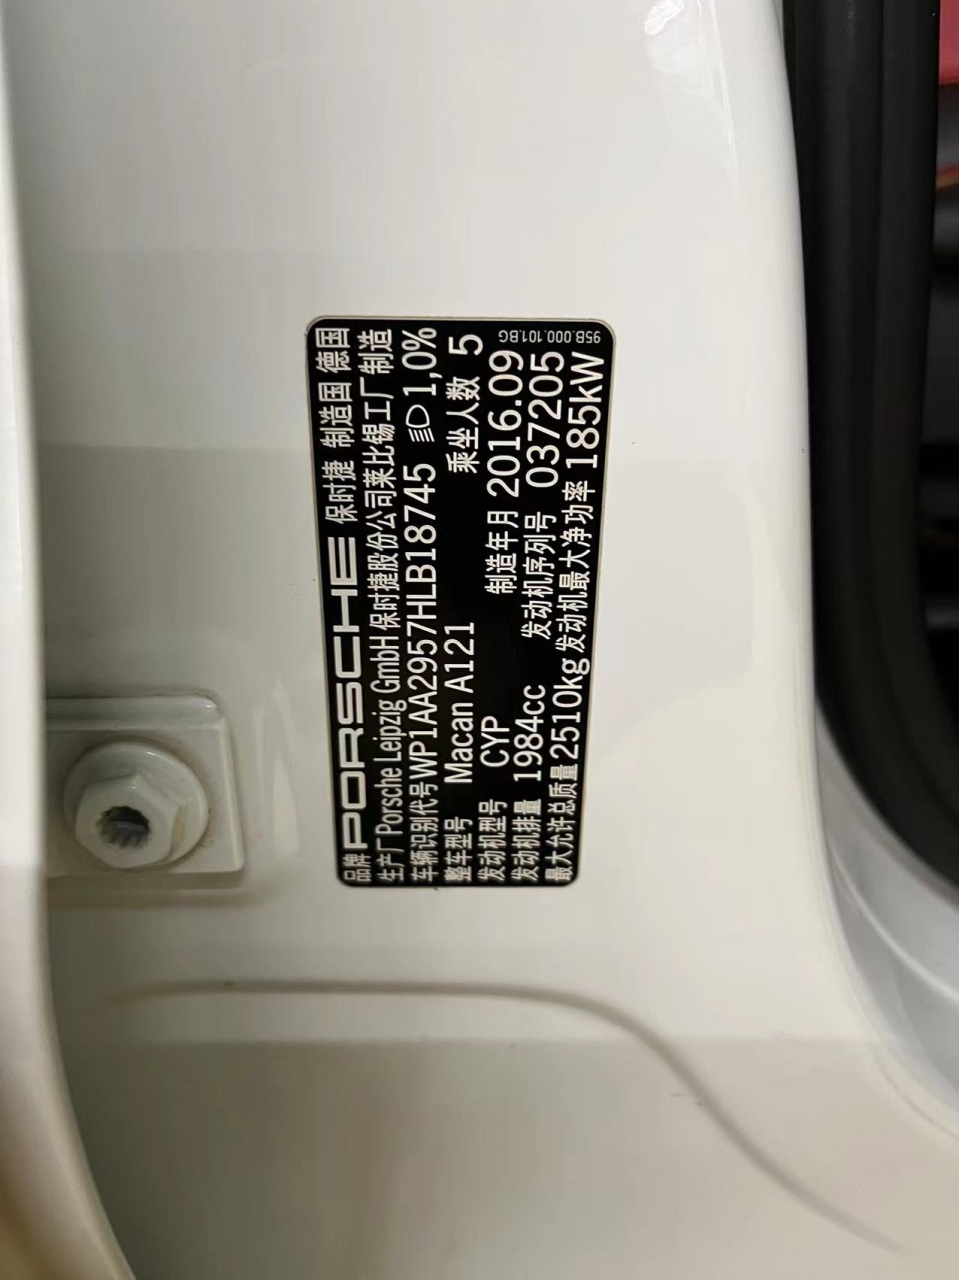 品牌 PORSCHE 保时捷 制造国 德国
生产厂 Porsche Leipzig GmbH 保时捷股份公司莱比锡工厂制造
车辆识别代号 WP1AA2957HLB18745 1,0%
整车型号 Macan A121 乘坐人数 5
发动机型号 CYP 制造年月 2016.09
发动机排量 1984cc 发动机序列号 037205
最大允许总质量 2510kg 发动机最大净功率 185kW
95B.000.101.BG